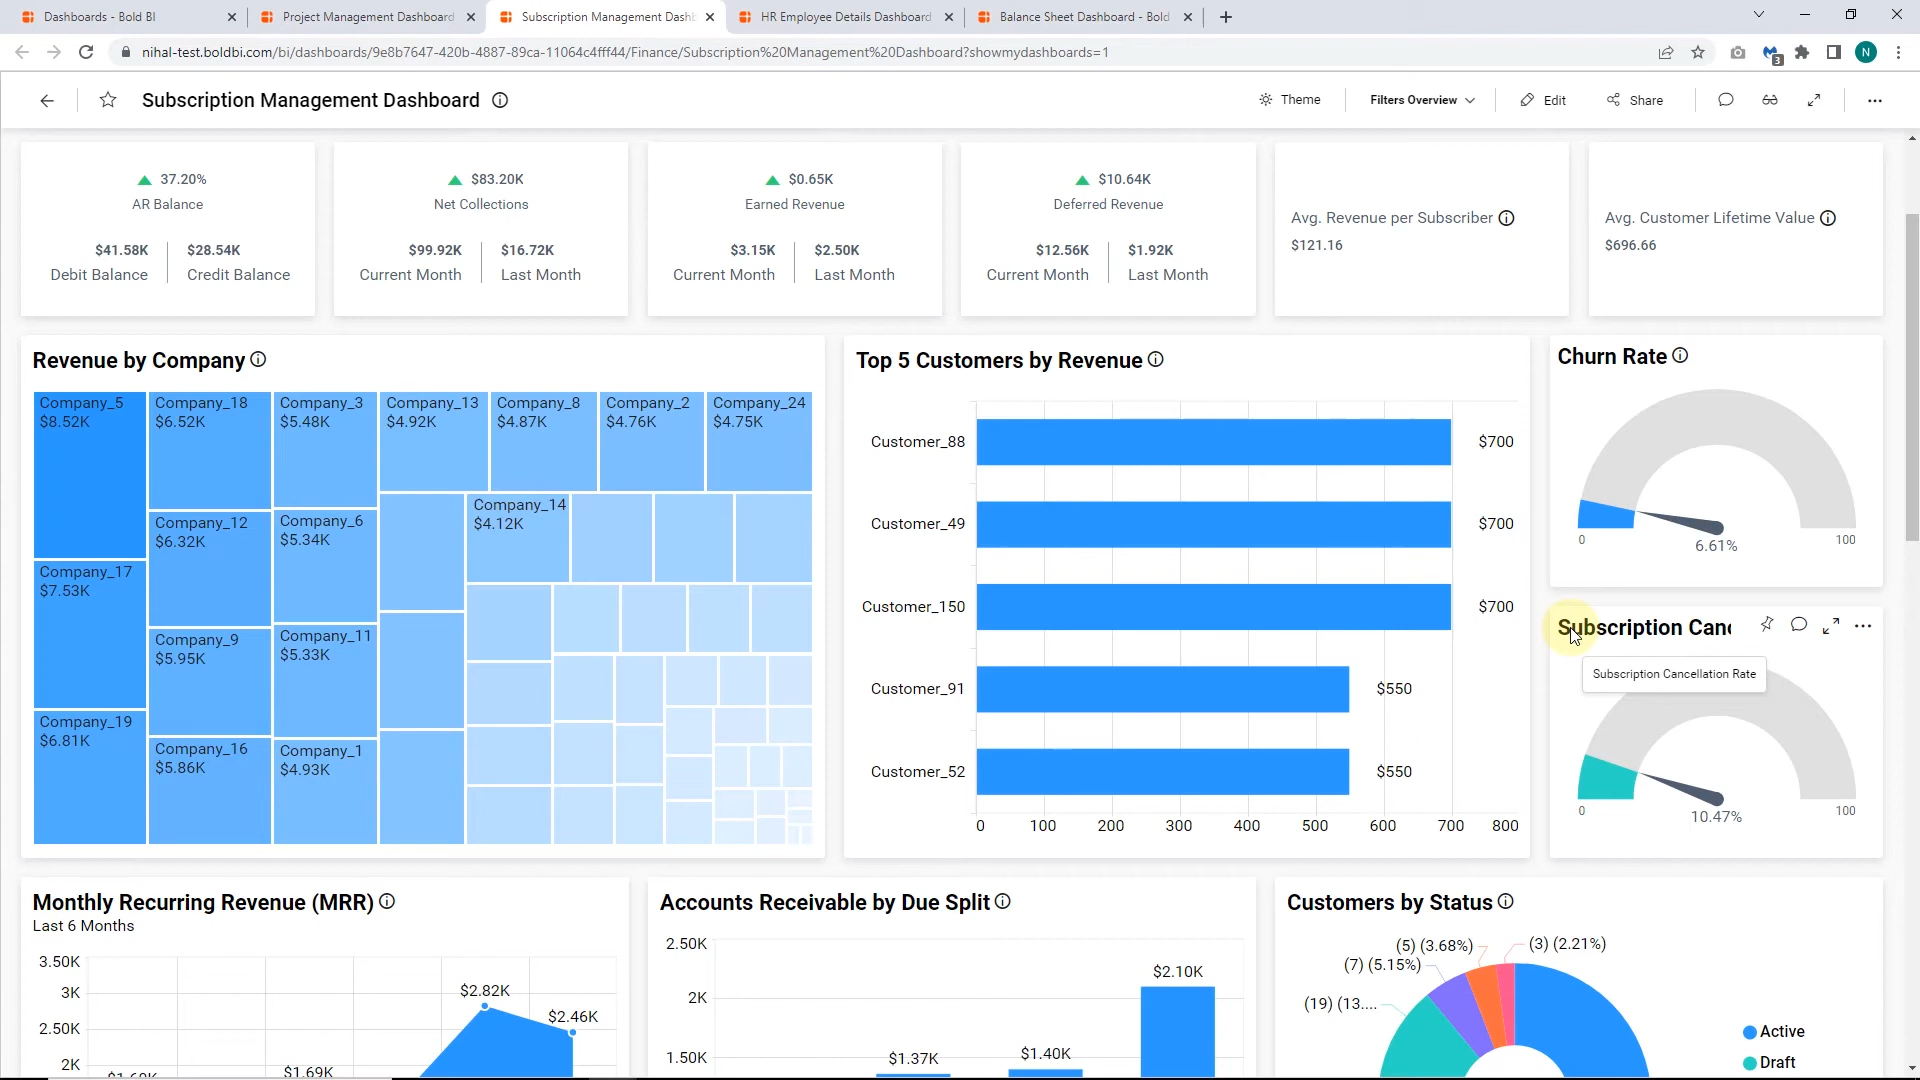 Dashboards - Bold BI
Project Management Dashboard
Subscription Management Dashb
HR Employee Details Dashboard
Balance Sheet Dashboard - Bold
nihal-test.boldbi.com/bi/dashboards/9e8b7647-420b-4887-89ca-11064c4fff44/Finance/Subscription%20Management%20Dashboard?showmydashboards=1
3
N
Subscription Management Dashboard
Theme
Filters Overview
Edit
Share
37.20%
AR Balance
$41.58K
Debit Balance
$28.54K
Credit Balance
$83.20K
Net Collections
$99.92K
Current Month
$16.72K
Last Month
$0.65K
Earned Revenue
$3.15K
Current Month
$2.50K
Last Month
$10.64K
Deferred Revenue
$12.56K
Current Month
$1.92K
Last Month
Avg. Revenue per Subscriber
$121.16
Avg. Customer Lifetime Value
$696.66
Revenue by Company
Company_5
$8.52K
Company_17
$7.53K
Company_19
$6.81K
Company_18
$6.52K
Company_12
$6.32K
Company_9
$5.95K
Company_16
$5.86K
Company_3
$5.48K
Company_6
$5.34K
Company_11
$5.33K
Company_1
$4.93K
Company_13
$4.92K
Company_8
$4.87K
Company_2
$4.76K
Company_24
$4.75K
Company_14
$4.12K
Top 5 Customers by Revenue
Customer_88
$700
Customer_49
$700
Customer_150
$700
Customer_91
$550
Customer_52
$550
0
100
200
300
400
500
600
700
800
Churn Rate
0
100
6.61%
Subscription Canc
Subscription Cancellation Rate
0
100
10.47%
Monthly Recurring Revenue (MRR)
Last 6 Months
3.50K
3K
2.50K
2K
$2.82K
$2.46K
$1.69K
Accounts Receivable by Due Split
2.50K
2K
1.50K
$1.37K
$1.40K
$2.10K
Customers by Status
(5) (3.68%)
(3) (2.21%)
(7) (5.15%)
(19) (13....
Active
Draft